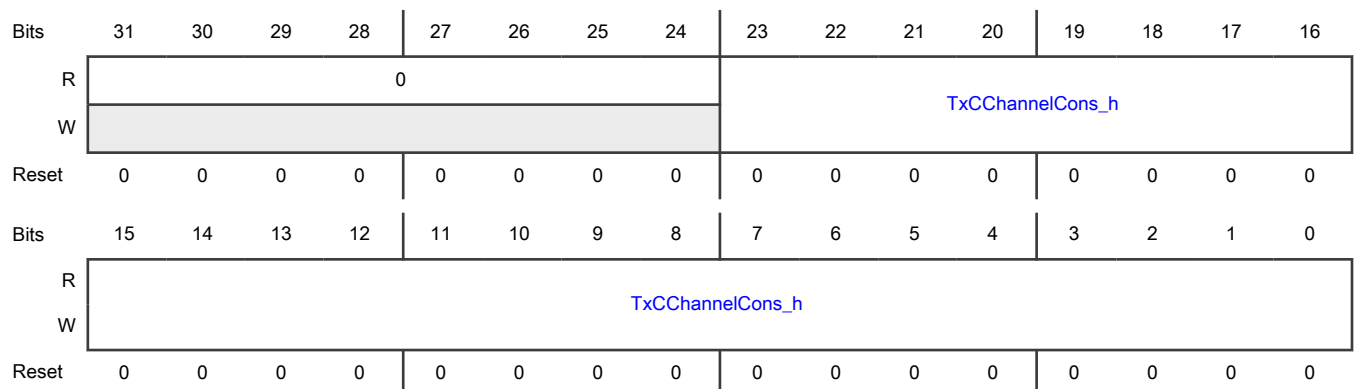 Bits 31 30 29 28 27 26 25 24 23 22 21 20 19 18 17 16
R 0 TxCChannelCons_h
W
Reset 0 0 0 0 0 0 0 0 0 0 0 0 0 0 0 0
Bits 15 14 13 12 11 10 9 8 7 6 5 4 3 2 1 0
R TxCChannelCons_h
W
Reset 0 0 0 0 0 0 0 0 0 0 0 0 0 0 0 0